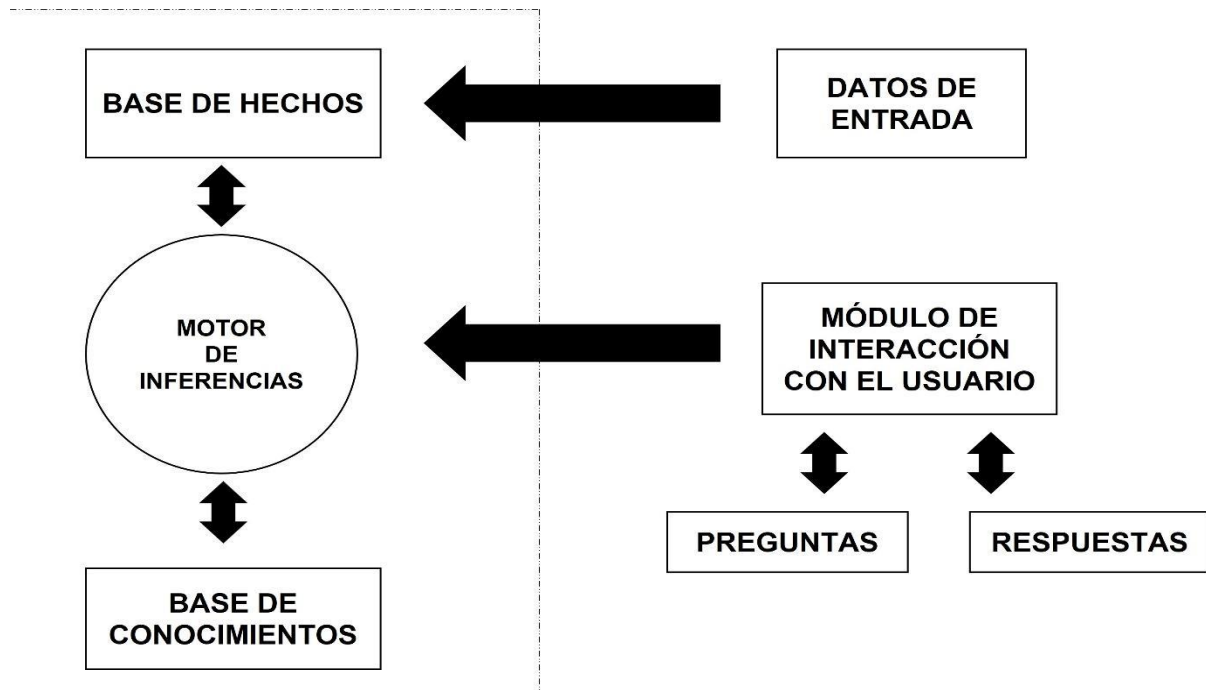 BASE DE HECHOS
DATOS DE
ENTRADA
MOTOR
DE
INFERENCIAS
MÓDULO DE
INTERACCIÓN
CON EL USUARIO
PREGUNTAS
RESPUESTAS
BASE DE
CONOCIMIENTOS